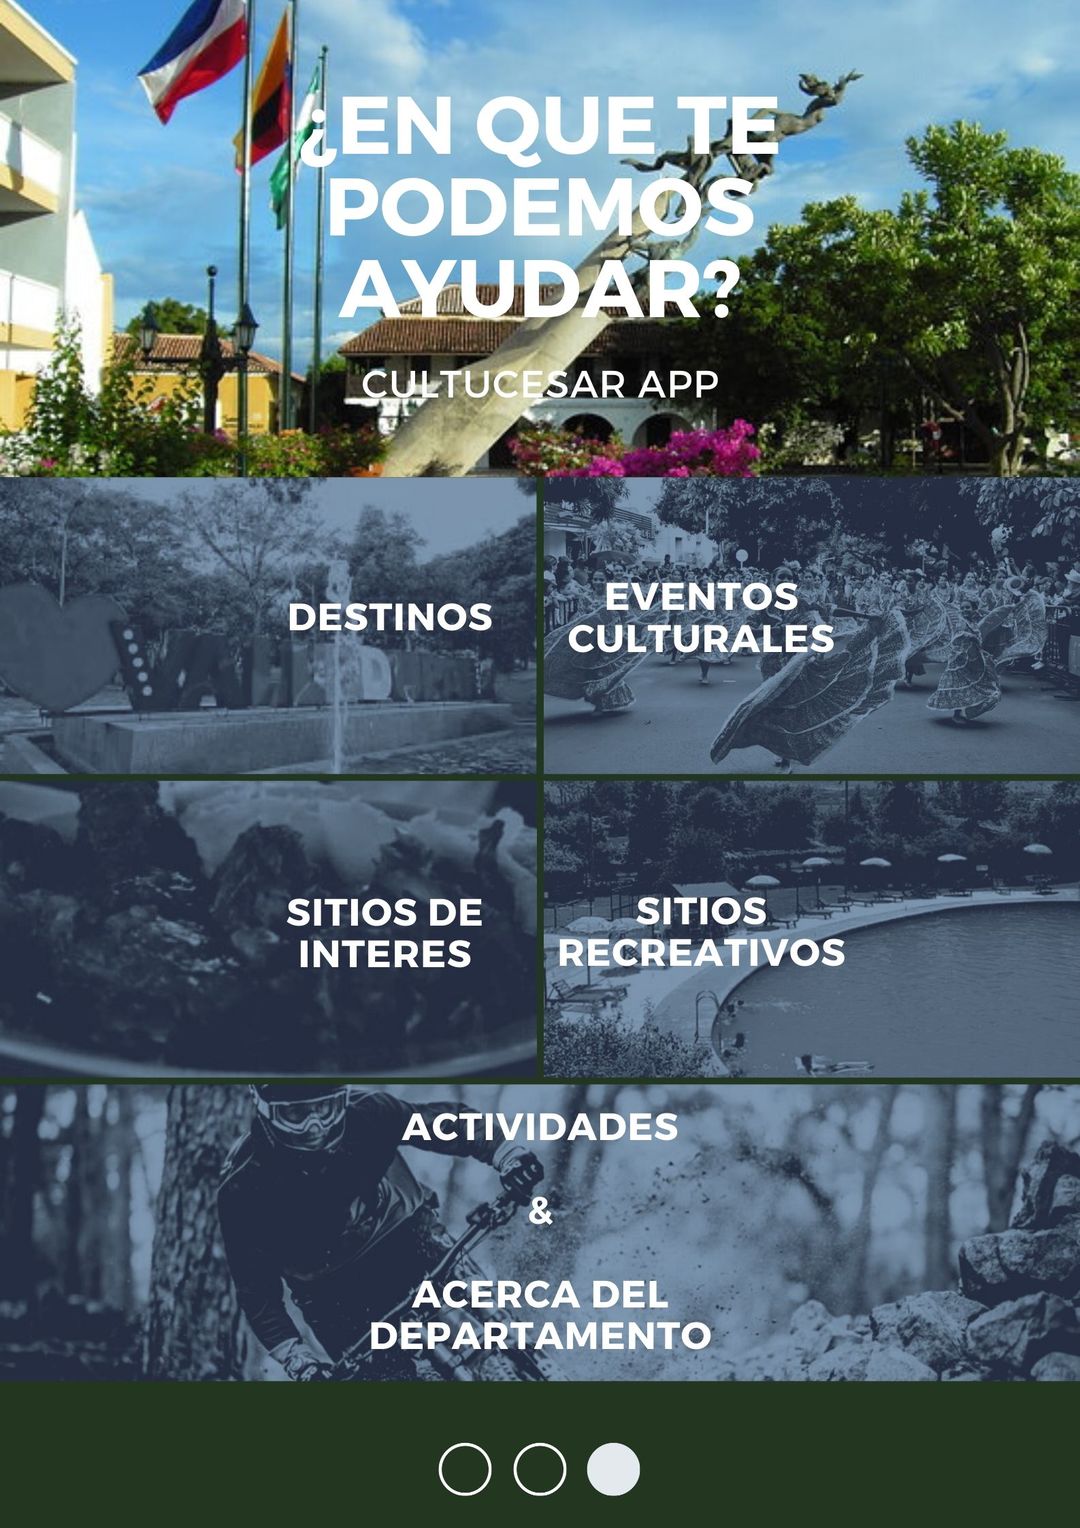 ¿EN QUE TE
PODEMOS
AYUDAR?
CULTUCESAR APP
DESTINOS
EVENTOS
CULTURALES
SITIOS DE
INTERES
SITIOS
RECREATIVOS
ACTIVIDADES
&
ACERCA DEL
DEPARTAMENTO